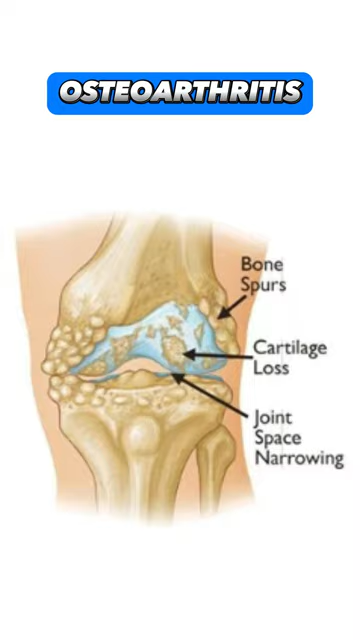 OSTEOARTHRITIS
Bone
Spurs
Cartilage
Loss
Joint
Space
Narrowing